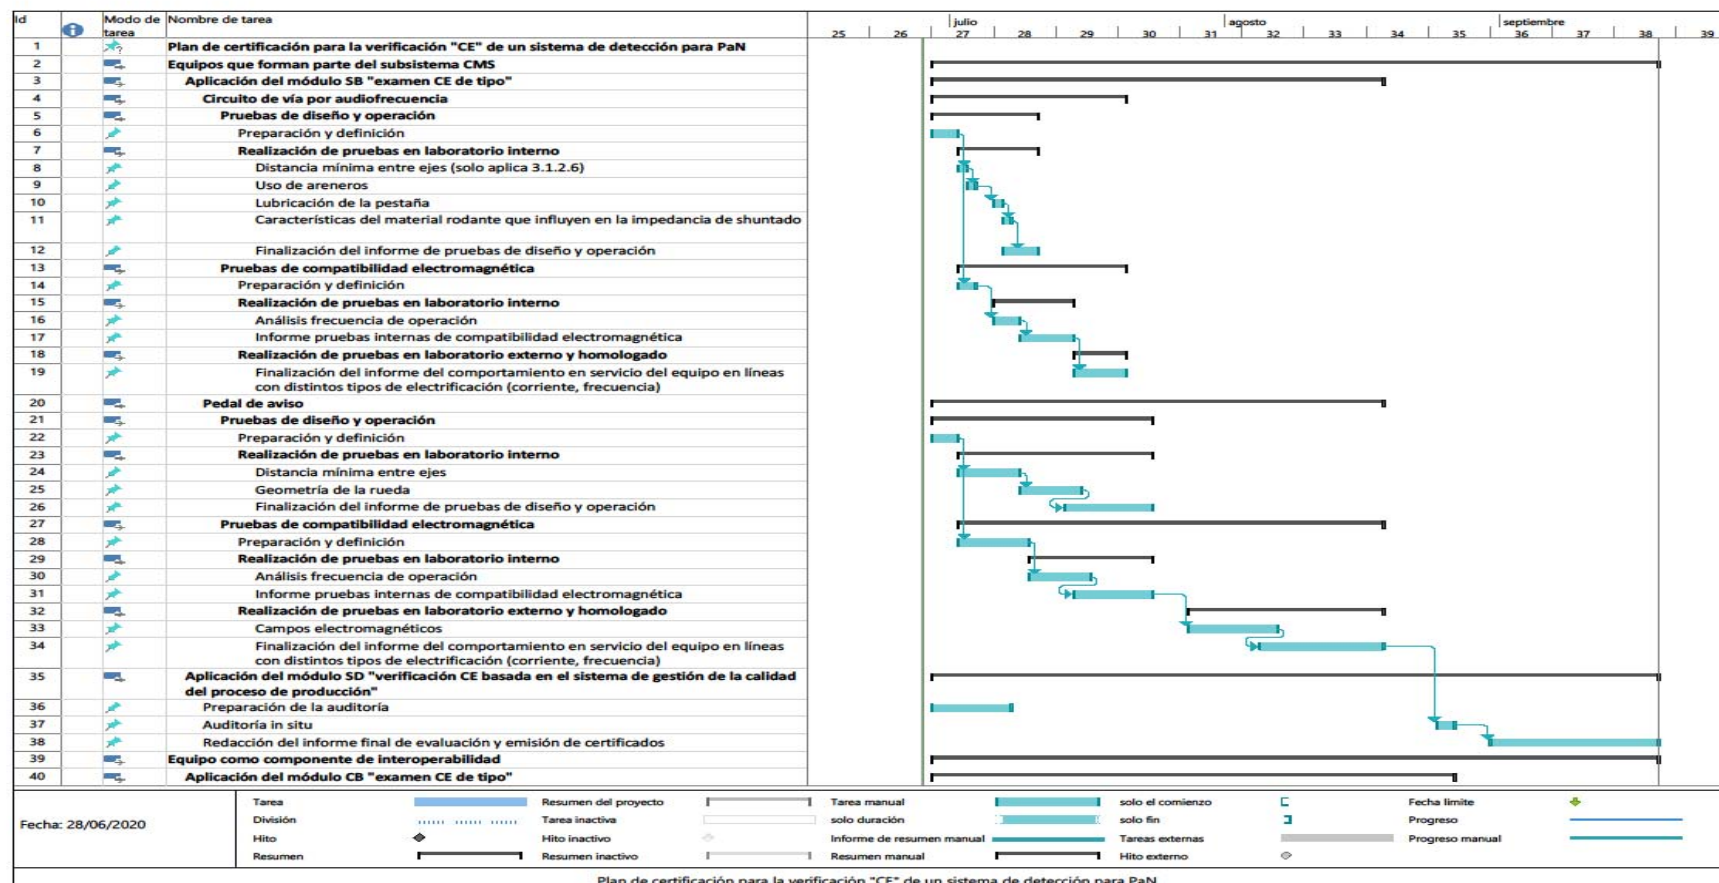 Id Modo de tarea Nombre de tarea
julio agosto septiembre
25 26 27 28 29 30 31 32 33 34 35 36 37 38 39
1 Plan de certificación para la verificación "CE" de un sistema de detección para PaN
2 Equipos que forman parte del subsistema CMS
3 Aplicación del módulo SB "examen CE de tipo"
4 Circuito de vía por audiofrecuencia
5 Pruebas de diseño y operación
6 Preparación y definición
7 Realización de pruebas en laboratorio interno
8 Distancia mínima entre ejes (solo aplica 3.1.2.6)
9 Uso de areneros
10 Lubricación de la pestaña
11 Características del material rodante que influyen en la impedancia de shuntado
12 Finalización del informe de pruebas de diseño y operación
13 Pruebas de compatibilidad electromagnética
14 Preparación y definición
15 Realización de pruebas en laboratorio interno
16 Análisis frecuencia de operación
17 Informe pruebas internas de compatibilidad electromagnética
18 Realización de pruebas en laboratorio externo y homologado
19 Finalización del informe del comportamiento en servicio del equipo en líneas
con distintos tipos de electrificación (corriente, frecuencia)
20 Pedal de aviso
21 Pruebas de diseño y operación
22 Preparación y definición
23 Realización de pruebas en laboratorio interno
24 Distancia mínima entre ejes
25 Geometría de la rueda
26 Finalización del informe de pruebas de diseño y operación
27 Pruebas de compatibilidad electromagnética
28 Preparación y definición
29 Realización de pruebas en laboratorio interno
30 Análisis frecuencia de operación
31 Informe pruebas internas de compatibilidad electromagnética
32 Realización de pruebas en laboratorio externo y homologado
33 Campos electromagnéticos
34 Finalización del informe del comportamiento en servicio del equipo en líneas
con distintos tipos de electrificación (corriente, frecuencia)
35 Aplicación del módulo SD "verificación CE basada en el sistema de gestión de la calidad
del proceso de producción"
36 Preparación de la auditoría
37 Auditoría in situ
38 Redacción del informe final de evaluación y emisión de certificados
39 Equipo como componente de interoperabilidad
40 Aplicación del módulo CB "examen CE de tipo"
Fecha: 28/06/2020
Tarea Resumen del proyecto Tarea manual solo el comienzo Fecha límite
División Tarea inactiva solo duración solo fin Progreso
Hito Hito inactivo Informe de resumen manual Tareas externas Progreso manual
Resumen Resumen inactivo Resumen manual Hito externo
Plan de certificación para la verificación "CE" de un sistema de detección para PaN